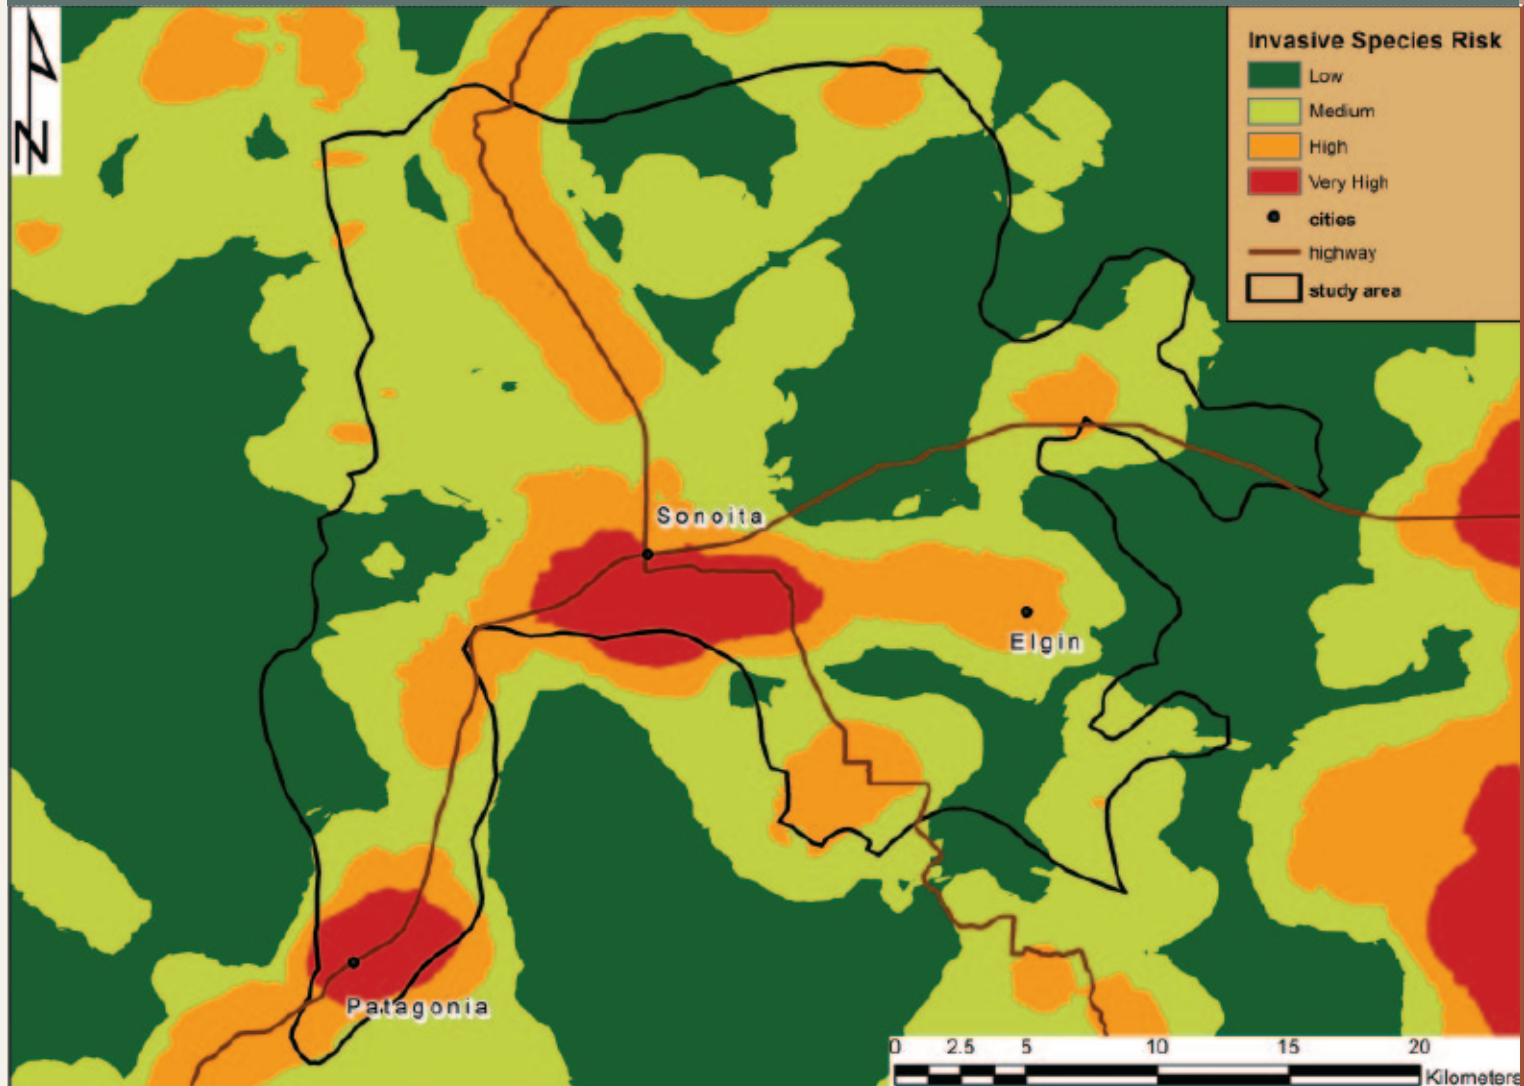 N
Invasive Species Risk
Low
Medium
High
Very High
cities
highway
study area
Sonoita
Elgin
Patagonia
0 2.5 5 10 15 20
Kilometers